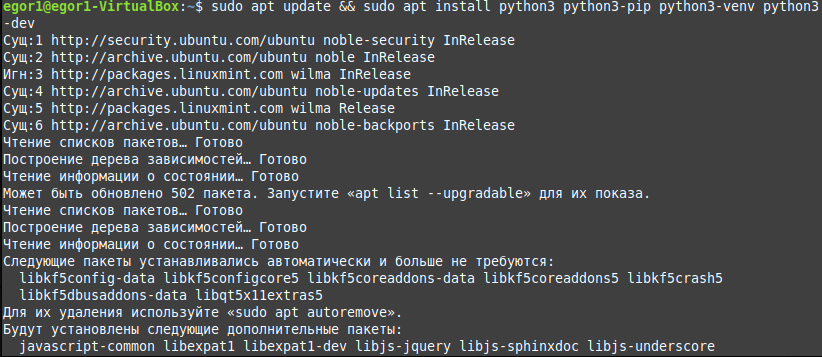 egor1@egor1-VirtualBox:~$ sudo apt update && sudo apt install python3 python3-pip python3-venv python3
-dev
Сущ:1 http://security.ubuntu.com/ubuntu noble-security InRelease
Сущ:2 http://archive.ubuntu.com/ubuntu noble InRelease
Игн:3 http://packages.linuxmint.com wilma InRelease
Сущ:4 http://archive.ubuntu.com/ubuntu noble-updates InRelease
Сущ:5 http://packages.linuxmint.com wilma Release
Сущ:6 http://archive.ubuntu.com/ubuntu noble-backports InRelease
Чтение списков пакетов… Готово
Построение дерева зависимостей… Готово
Чтение информации о состоянии… Готово
Может быть обновлено 502 пакета. Запустите «apt list --upgradable» для их показа.
Чтение списков пакетов… Готово
Построение дерева зависимостей… Готово
Чтение информации о состоянии… Готово
Следующие пакеты устанавливались автоматически и больше не требуются:
  libkf5config-data libkf5configcore5 libkf5coreaddons-data libkf5coreaddons5 libkf5crash5
  libkf5dbusaddons-data libqt5x11extras5
Для их удаления используйте «sudo apt autoremove».
Будут установлены следующие дополнительные пакеты:
  javascript-common libexpat1 libexpat1-dev libjs-jquery libjs-sphinxdoc libjs-underscore